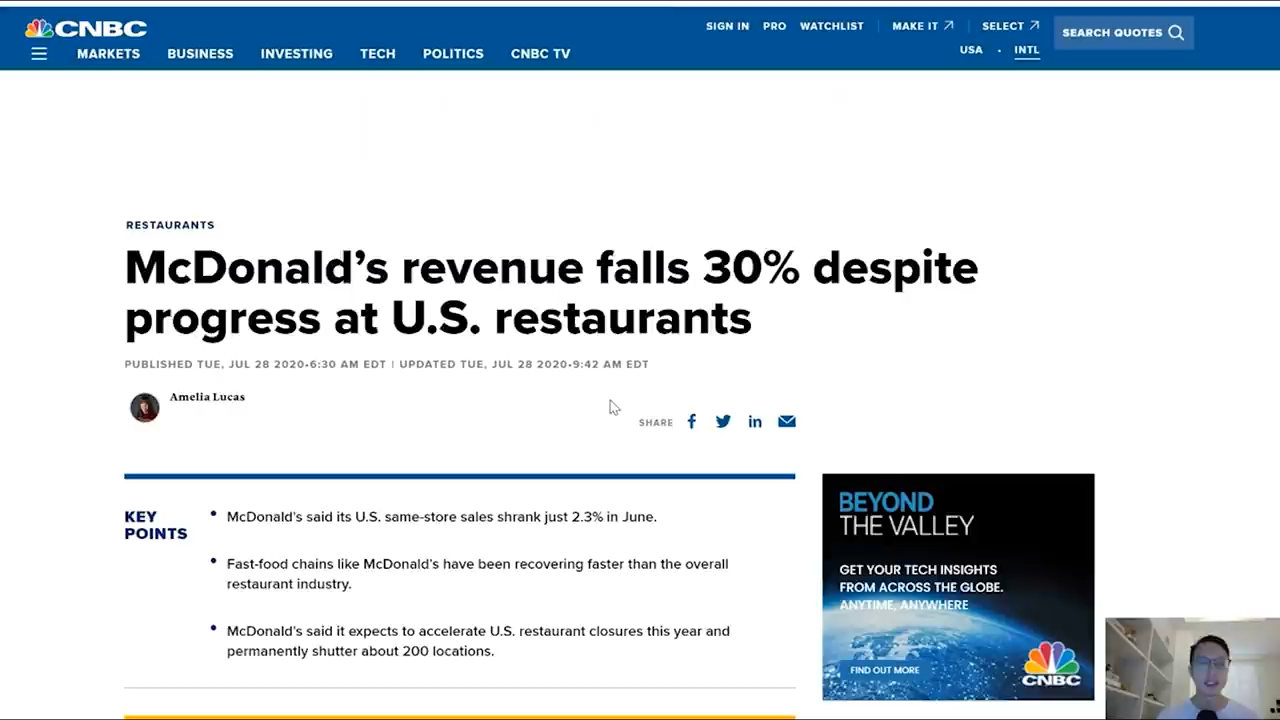 CNBC
SIGN IN PRO WATCHLIST MAKE IT SELECT
SEARCH QUOTES
USA · INTL
MARKETS BUSINESS INVESTING TECH POLITICS CNBC TV
RESTAURANTS
McDonald’s revenue falls 30% despite
progress at U.S. restaurants
PUBLISHED TUE, JUL 28 2020•6:30 AM EDT | UPDATED TUE, JUL 28 2020•9:42 AM EDT
Amelia Lucas
SHARE
KEY
POINTS
• McDonald’s said its U.S. same-store sales shrank just 2.3% in June.
• Fast-food chains like McDonald’s have been recovering faster than the overall
restaurant industry.
• McDonald’s said it expects to accelerate U.S. restaurant closures this year and
permanently shutter about 200 locations.
BEYOND
THE VALLEY
GET YOUR TECH INSIGHTS
FROM ACROSS THE GLOBE.
ANYTIME, ANYWHERE
FIND OUT MORE
CNBC